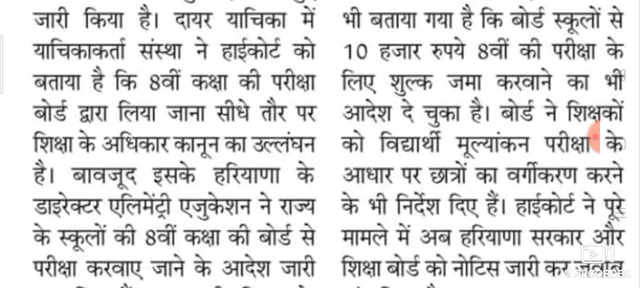 जारी किया है। दायर याचिका में
याचिकाकर्ता संस्था ने हाईकोर्ट को
बताया है कि 8वीं कक्षा की परीक्षा
बोर्ड द्वारा लिया जाना सीधे तौर पर
शिक्षा के अधिकार कानून का उल्लंघन
है। बावजूद इसके हरियाणा के
डाइरेक्टर एलिमेंट्री एजुकेशन ने राज्य
के स्कूलों की 8वीं कक्षा की बोर्ड से
परीक्षा करवाए जाने के आदेश जारी
भी बताया गया है कि बोर्ड स्कूलों से
10 हजार रुपये 8वीं की परीक्षा के
लिए शुल्क जमा करवाने का भी
आदेश दे चुका है। बोर्ड ने शिक्षकों
को विद्यार्थी मूल्यांकन परीक्षा के
आधार पर छात्रों का वर्गीकरण करने
के भी निर्देश दिए हैं। हाईकोर्ट ने पूरे
मामले में अब हरियाणा सरकार और
शिक्षा बोर्ड को नोटिस जारी कर जवाब